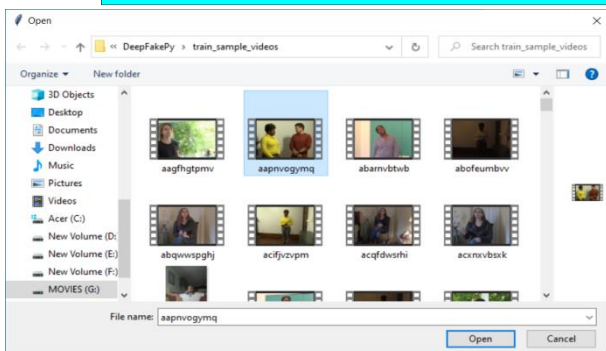 Open
« DeepFakePy › train_sample_videos
Search train_sample_videos
Organize
New folder
3D Objects
Desktop
Documents
Downloads
Music
Pictures
Videos
Acer (C:)
New Volume (D:
New Volume (E:)
New Volume (F:)
MOVIES (G:)
aagfhgtpmv
aapnvogymq
abarnvbtwb
abofeumbvv
abqwwspghj
acifjvzvpm
acqfdwsrhi
acxnxvbsxk
File name: aapnvogymq
Open
Cancel